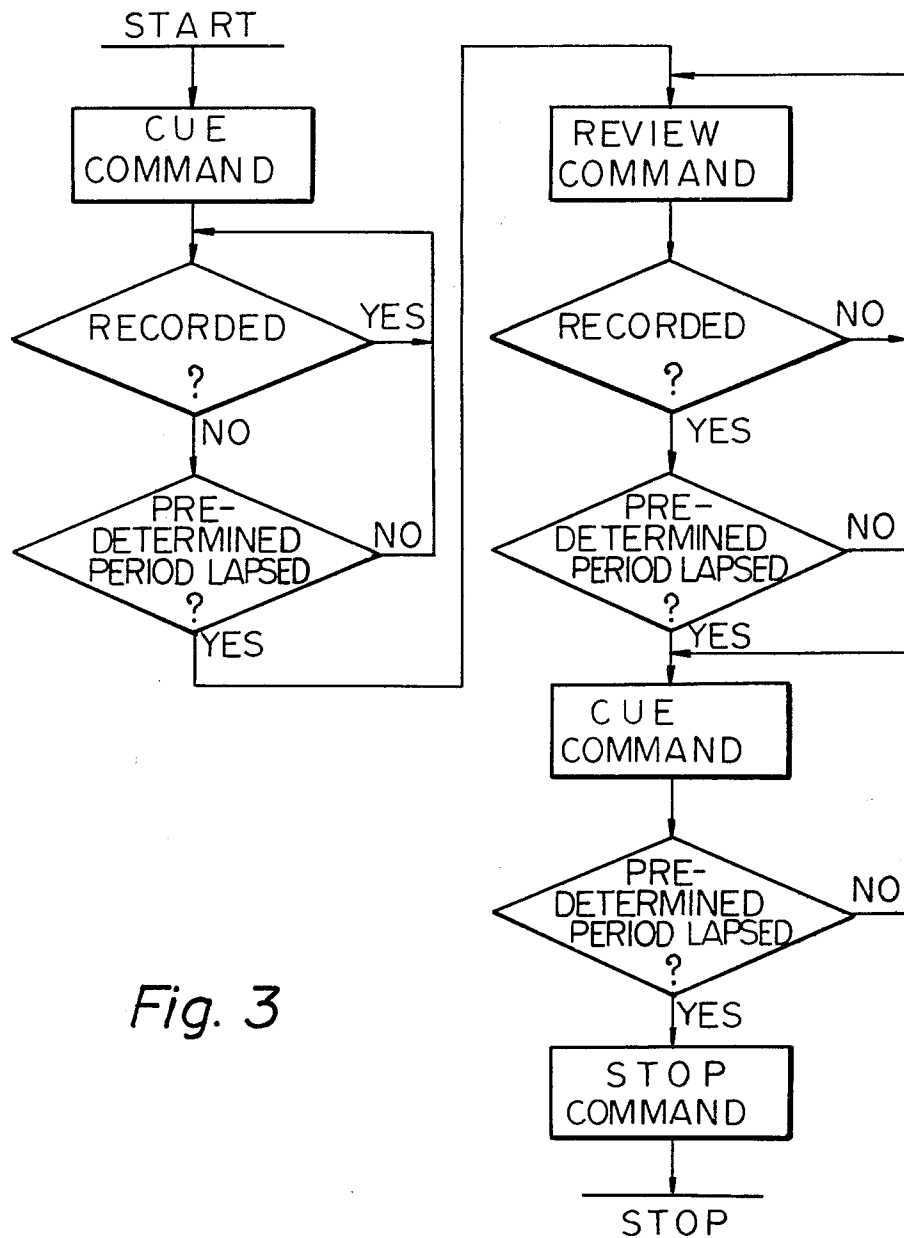 START
CUE
COMMAND
RECORDED
?
YES
NO
PRE-
DETERMINED
PERIOD LAPSED
?
NO
YES
REVIEW
COMMAND
RECORDED
?
NO
YES
PRE-
DETERMINED
PERIOD LAPSED
?
NO
YES
CUE
COMMAND
PRE-
DETERMINED
PERIOD LAPSED
?
NO
YES
STOP
COMMAND
STOP
Fig. 3